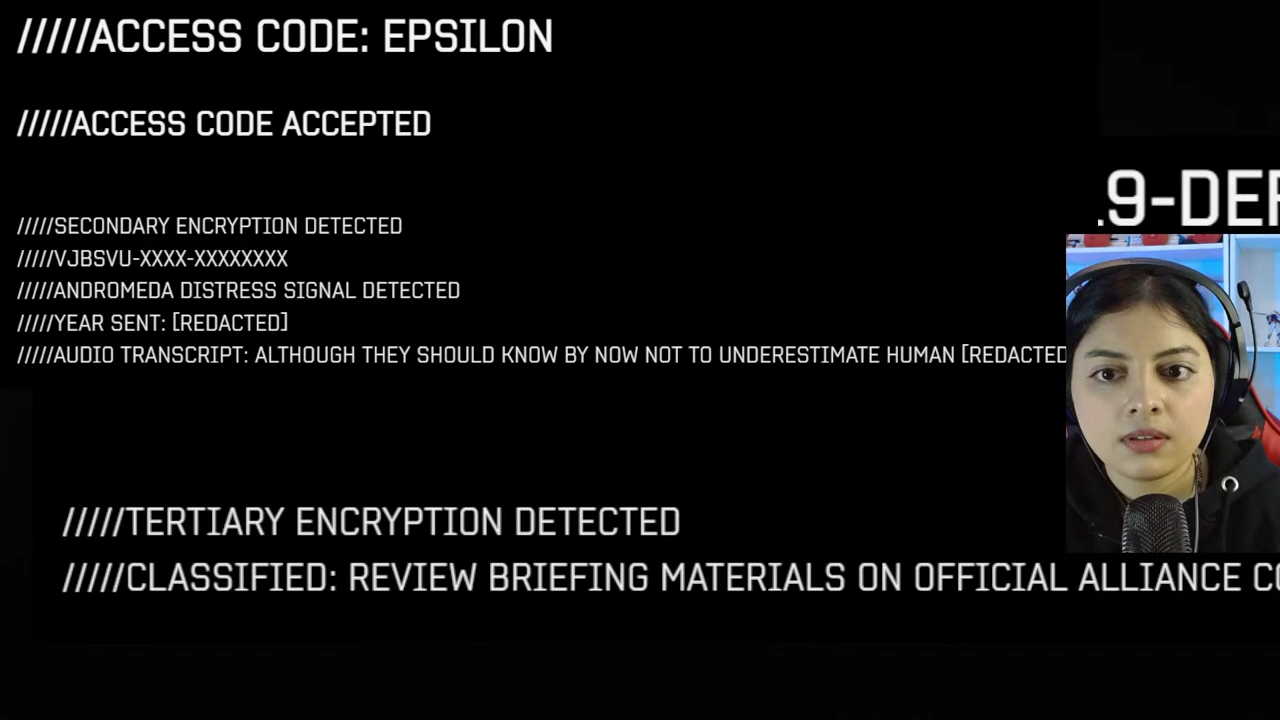 /////ACCESS CODE: EPSILON
/////ACCESS CODE ACCEPTED
.9-DEF
/////SECONDARY ENCRYPTION DETECTED
/////VJBSVU-XXXX-XXXXXXXX
/////ANDROMEDA DISTRESS SIGNAL DETECTED
/////YEAR SENT: [REDACTED]
/////AUDIO TRANSCRIPT: ALTHOUGH THEY SHOULD KNOW BY NOW NOT TO UNDERESTIMATE HUMAN [REDACTED
/////TERTIARY ENCRYPTION DETECTED
/////CLASSIFIED: REVIEW BRIEFING MATERIALS ON OFFICIAL ALLIANCE